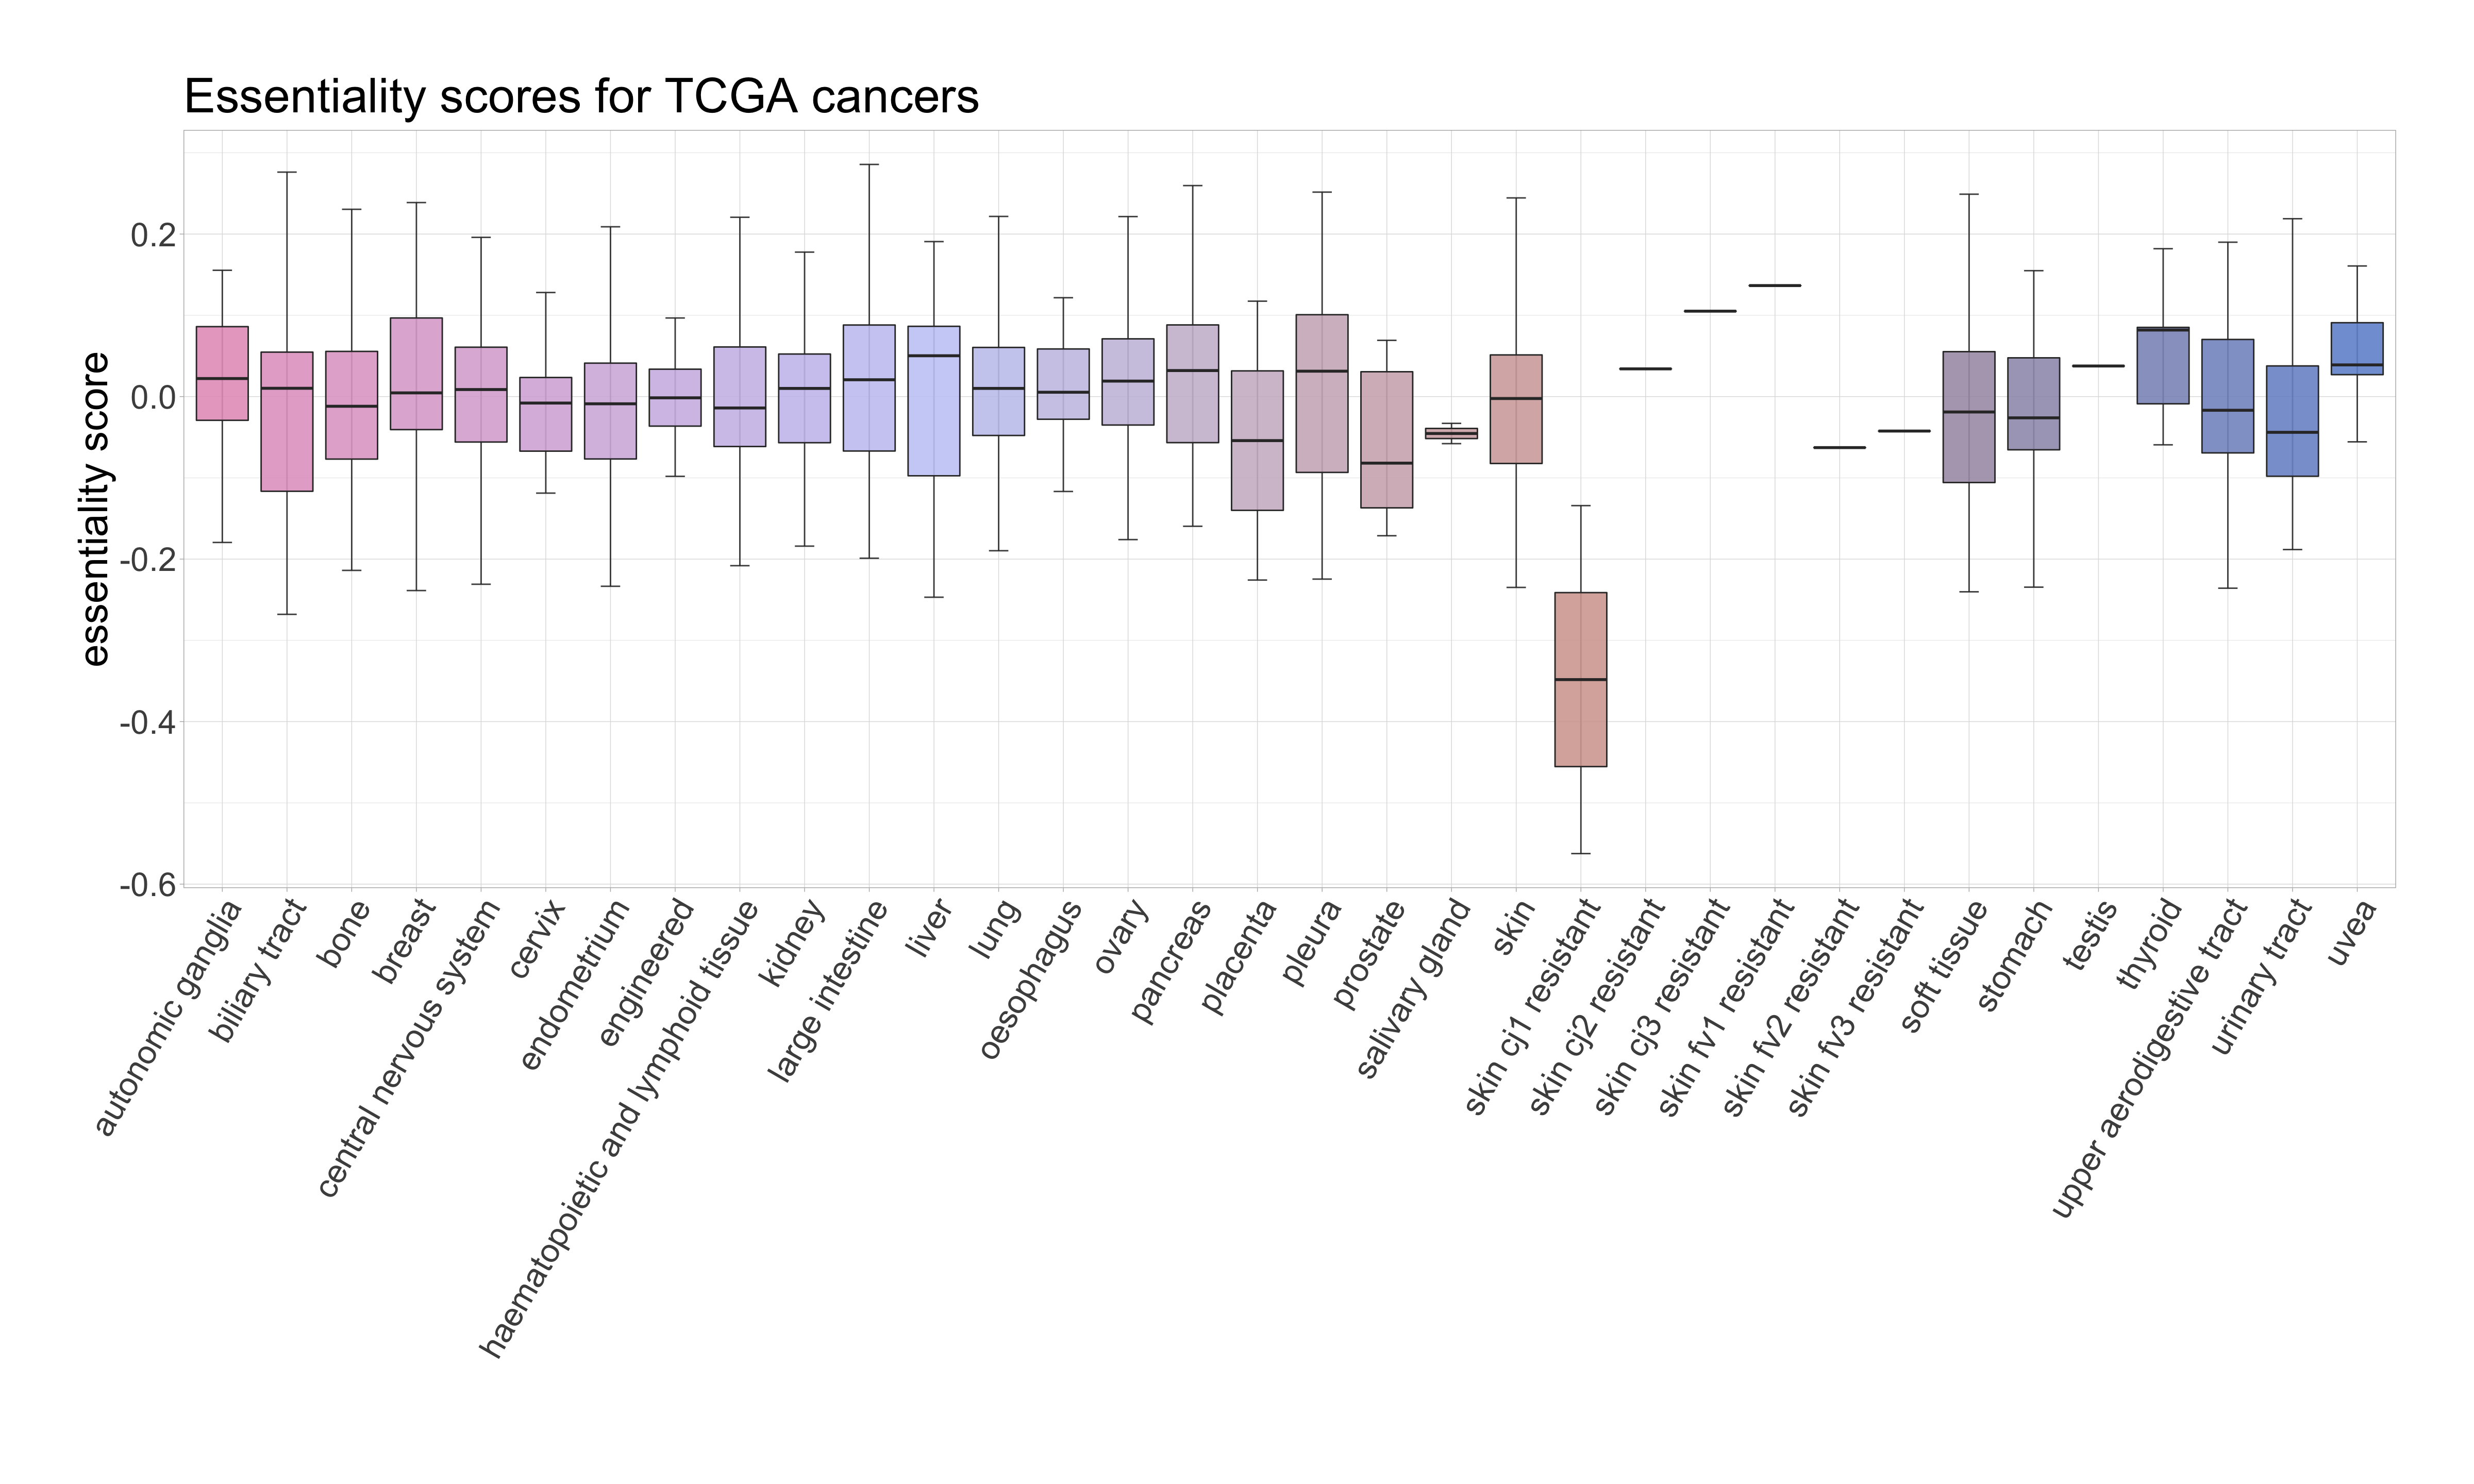 Essentiality scores for TCGA cancers
essentiality score
0.2
0.0
-0.2
-0.4
-0.6
autonomic ganglia
biliary tract
bone
breast
central nervous system
cervix
endometrium
engineered
haematopoietic and lymphoid tissue
kidney
large intestine
liver
lung
oesophagus
ovary
pancreas
placenta
pleura
prostate
salivary gland
skin
skin cj1 resistant
skin cj2 resistant
skin cj3 resistant
skin fv1 resistant
skin fv2 resistant
skin fv3 resistant
soft tissue
stomach
testis
thyroid
upper aerodigestive tract
urinary tract
uvea